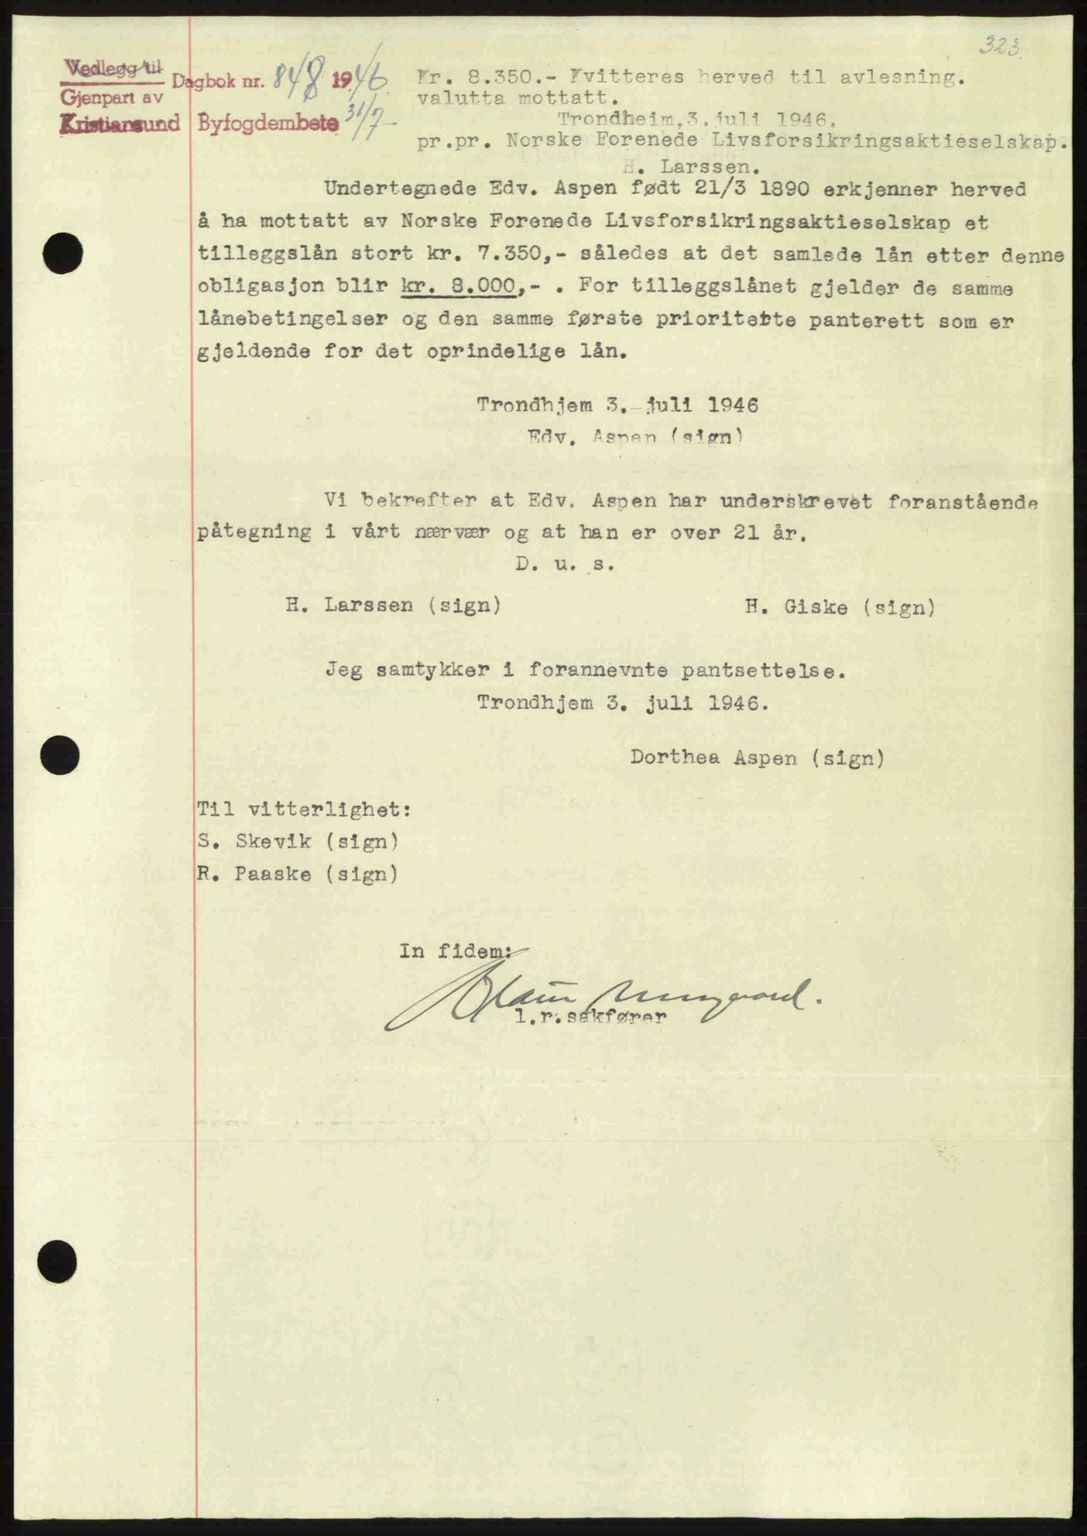 323.
Vedlegg til
Dagbok nr. 848 1946
Gjenpart av
Kristiansund Byfogdembete 31/7-
Kr. 8.350.- Kvitteres herved til avlesning.
valutta mottatt.
Trondheim,3.juli 1946.
pr.pr. Norske Forenede Livsforsikringsaktieselskap.
H. Larssen.
Undertegnede Edv. Aspen født 21/3 1890 erkjenner herved
å ha mottatt av Norske Forenede Livsforsikringsaktieselskap et
tilleggslån stort kr. 7.350,- således at det samlede lån etter denne
obligasjon blir kr. 8.000,- . For tilleggslånet gjelder de samme
lånebetingelser og den samme første prioritette panterett som er
gjeldende for det oprindelige lån.
Trondhjem 3. juli 1946
Edv. Aspen (sign)
Vi bekrefter at Edv. Aspen har underskrevet foranstående
påtegning i vårt nærvær og at han er over 21 år.
D. u. s.
H. Larssen (sign) H. Giske (sign)
Jeg samtykker i forannevnte pantsettelse.
Trondhjem 3. juli 1946.
Dorthea Aspen (sign)
Til vitterlighet:
S. Skevik (sign)
R. Paaske (sign)
In fidem:
l.r.sakfører